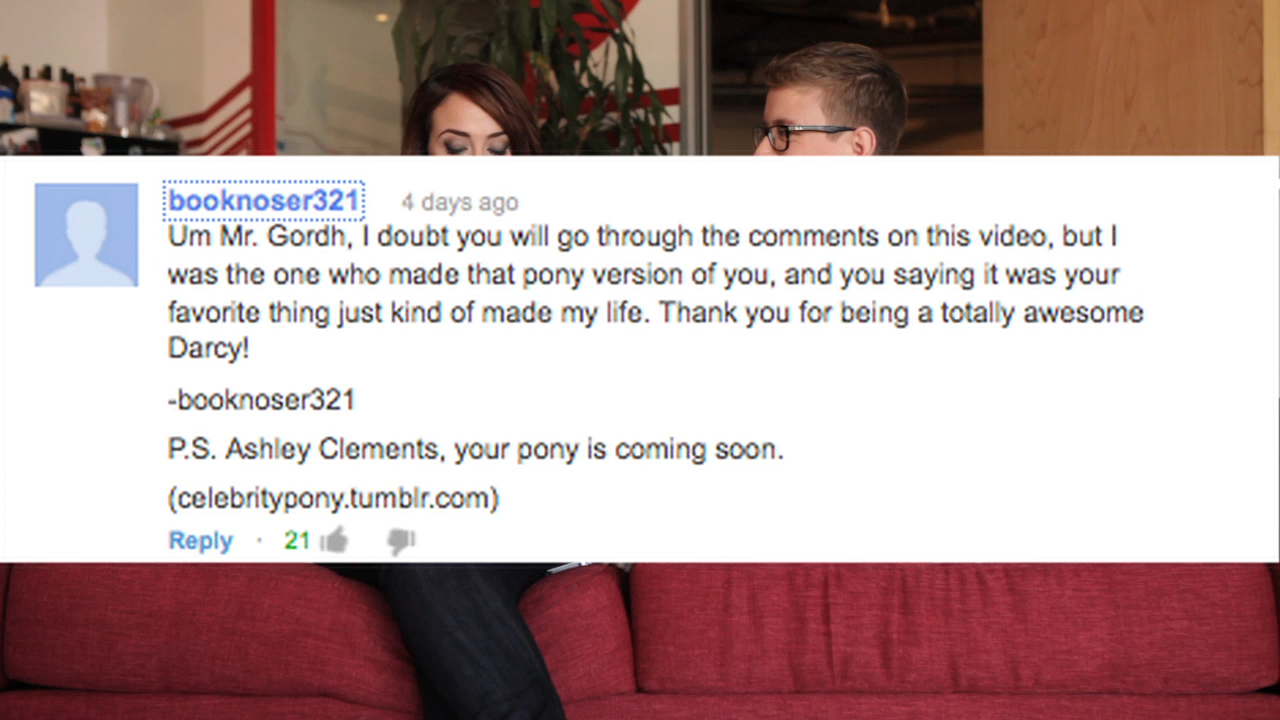 booknoser321 4 days ago
Um Mr. Gordh, I doubt you will go through the comments on this video, but I
was the one who made that pony version of you, and you saying it was your
favorite thing just kind of made my life. Thank you for being a totally awesome
Darcy!
-booknoser321
P.S. Ashley Clements, your pony is coming soon.
(celebritypony.tumblr.com)
Reply · 21